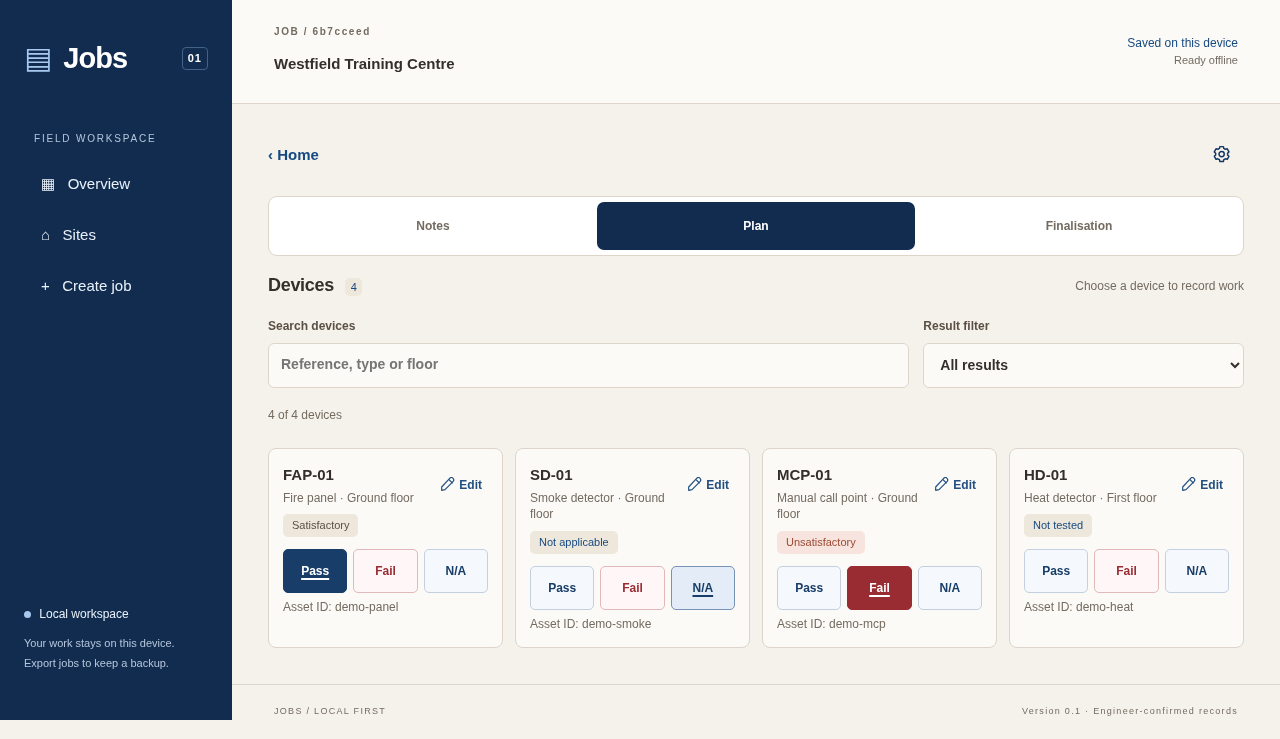 Jobs
01
FIELD WORKSPACE
Overview
Sites
+ Create job
Local workspace
Your work stays on this device.
Export jobs to keep a backup.
JOB / 6b7cceed
Westfield Training Centre
Saved on this device
Ready offline
‹ Home
Notes
Plan
Finalisation
Devices 4
Choose a device to record work
Search devices
Result filter
Reference, type or floor
All results
4 of 4 devices
FAP-01
Edit
Fire panel · Ground floor
Satisfactory
Pass Fail N/A
Asset ID: demo-panel
SD-01
Edit
Smoke detector · Ground
floor
Not applicable
Pass Fail N/A
Asset ID: demo-smoke
MCP-01
Edit
Manual call point · Ground
floor
Unsatisfactory
Pass Fail N/A
Asset ID: demo-mcp
HD-01
Edit
Heat detector · First floor
Not tested
Pass Fail N/A
Asset ID: demo-heat
JOBS / LOCAL FIRST
Version 0.1 · Engineer-confirmed records